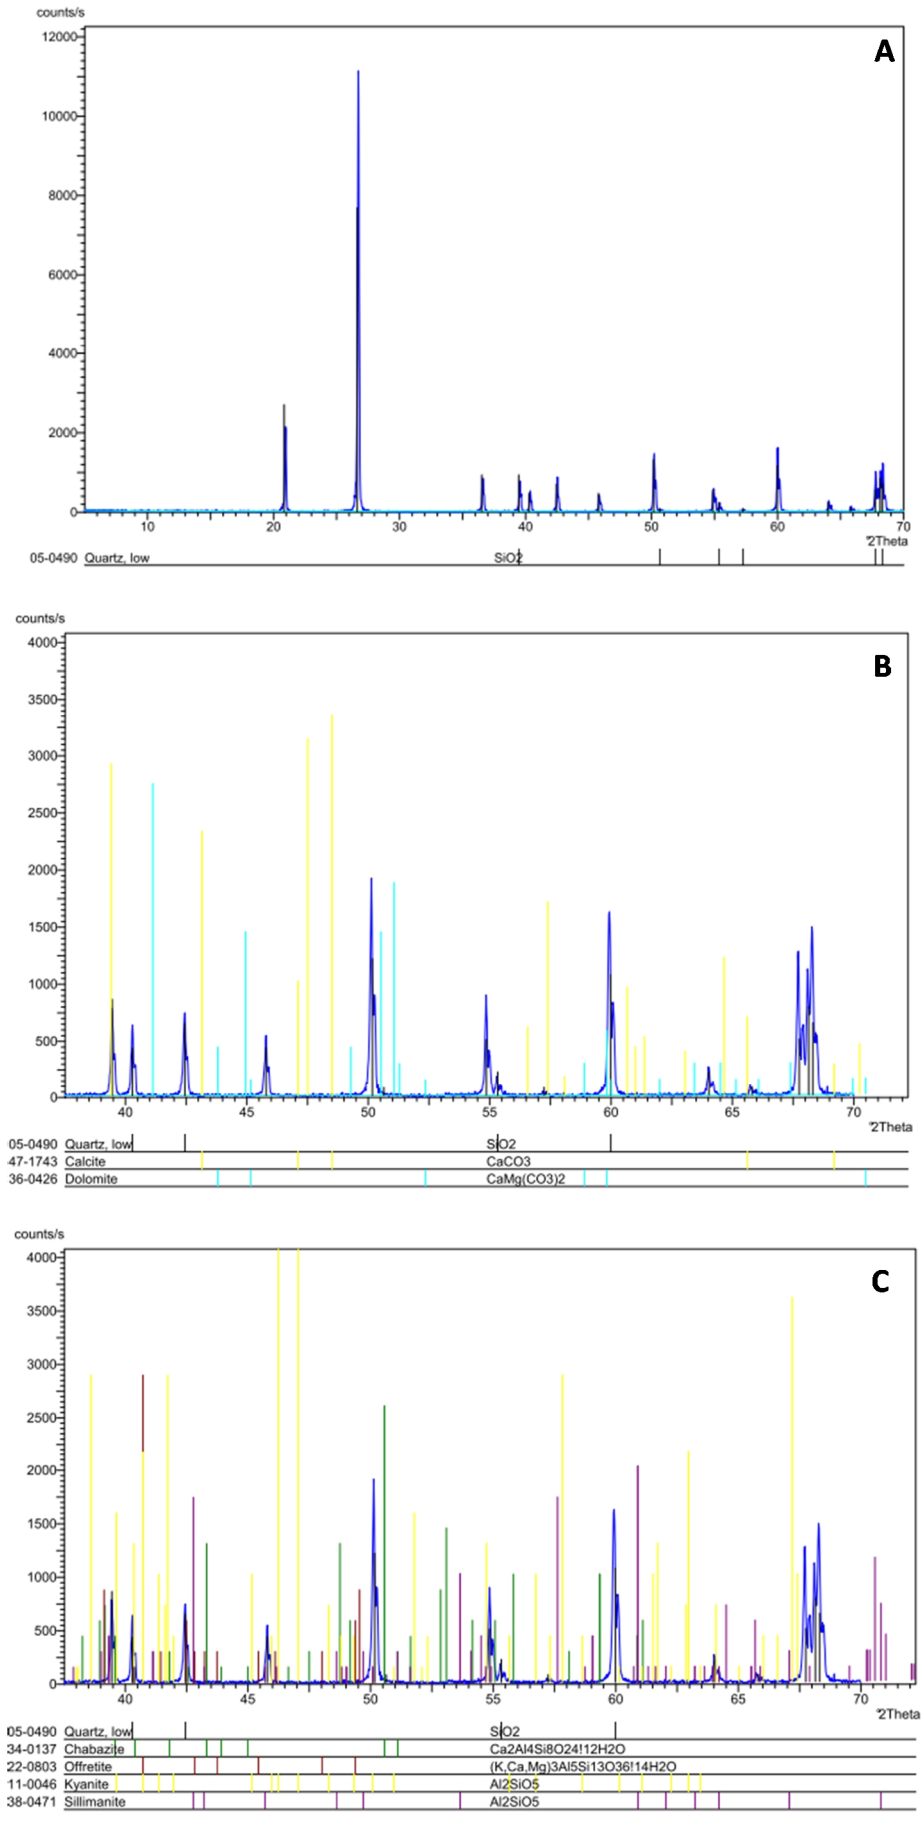 counts/s
A
12000
10000
8000
6000
4000
2000
0
10 20 30 40 50 60 70
°2Theta
05-0490 Quartz, low SiO2
counts/s
B
4000
3500
3000
2500
2000
1500
1000
500
0
40 45 50 55 60 65 70
°2Theta
05-0490 Quartz, low SiO2
47-1743 Calcite CaCO3
36-0426 Dolomite CaMg(CO3)2
counts/s
C
4000
3500
3000
2500
2000
1500
1000
500
0
40 45 50 55 60 65 70
°2Theta
05-0490 Quartz, low SiO2
34-0137 Chabazite Ca2Al4Si8O24!12H2O
22-0803 Offretite (K,Ca,Mg)3Al5Si13O36!14H2O
11-0046 Kyanite Al2SiO5
38-0471 Sillimanite Al2SiO5